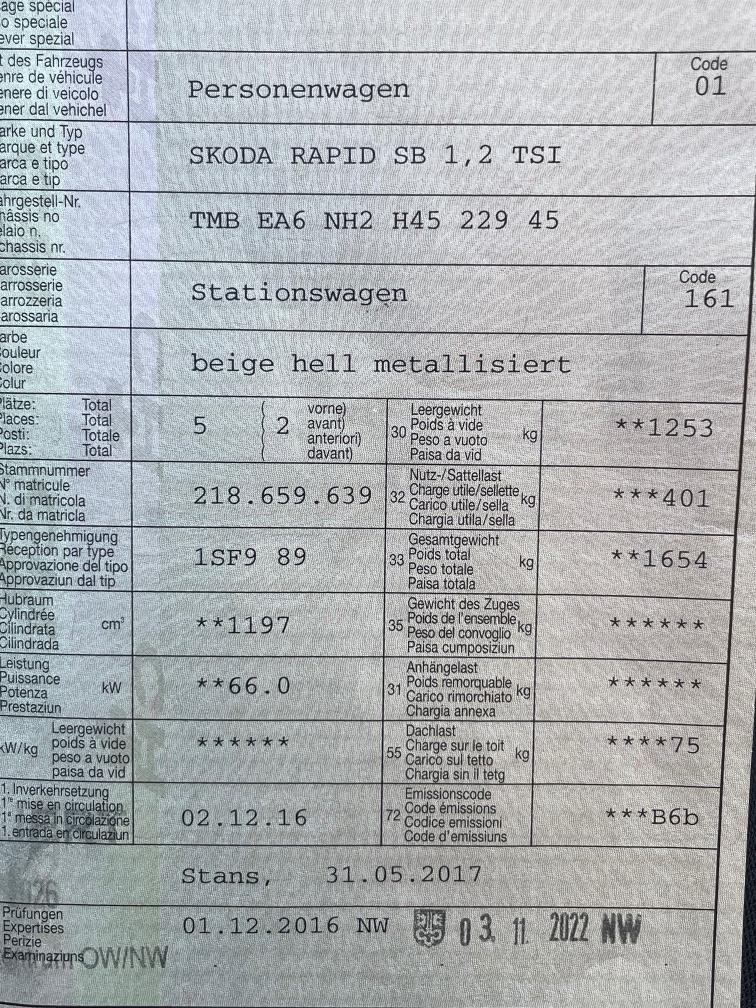 age spécial
o speciale
ever spezial
t des Fahrzeugs
enre de véhicule
enere di veicolo
ener dal vehichel
Personenwagen
Code
01
arke und Typ
arque et type
arca e tipo
arca e tip
SKODA RAPID SB 1,2 TSI
ahrgestell-Nr.
hâssis no
elaio n.
chassis nr.
TMB EA6 NH2 H45 229 45
arosserie
arrosserie
arrozzeria
arossaria
Stationswagen
Code
161
arbe
Couleur
Colore
Colur
beige hell metallisiert
Plätze: Total
Places: Total
Posti: Totale
Plazs: Total
5
2
vorne)
avant)
anteriori)
davant)
30
Leergewicht
Poids à vide
Peso a vuoto
Paisa da vid
kg
**1253
Stammnummer
N° matricule
N. di matricola
Nr. da matricla
218.659.639
32
Nutz-/Sattellast
Charge utile/sellette
Carico utile/sella
Chargia utila/sella
kg
***401
Typengenehmigung
Réception par type
Approvazione del tipo
Approvaziun dal tip
1SF9 89
33
Gesamtgewicht
Poids total
Peso totale
Paisa totala
kg
**1654
Hubraum
Cylindrée
Cilindrata
Cilindrada
cm³
**1197
35
Gewicht des Zuges
Poids de l'ensemble
Peso del convoglio
Paisa cumposiziun
kg
******
Leistung
Puissance
Potenza
Prestaziun
kW
**66.0
31
Anhängelast
Poids remorquable
Carico rimorchiato
Chargia annexa
kg
******
kW/kg
Leergewicht
poids à vide
peso a vuoto
paisa da vid
******
55
Dachlast
Charge sur le toit
Carico sul tetto
Chargia sin il tetg
kg
****75
1. Inverkehrsetzung
1re mise en circulation
1a messa in circolazione
1. entrada en circulaziun
02.12.16
72
Emissionscode
Code émissions
Codice emissioni
Code d'emissiuns
***B6b
Stans, 31.05.2017
026
Prüfungen
Expertises
Perizie
Examinaziuns
OW/NW
01.12.2016 NW
03. 11. 2022 NW